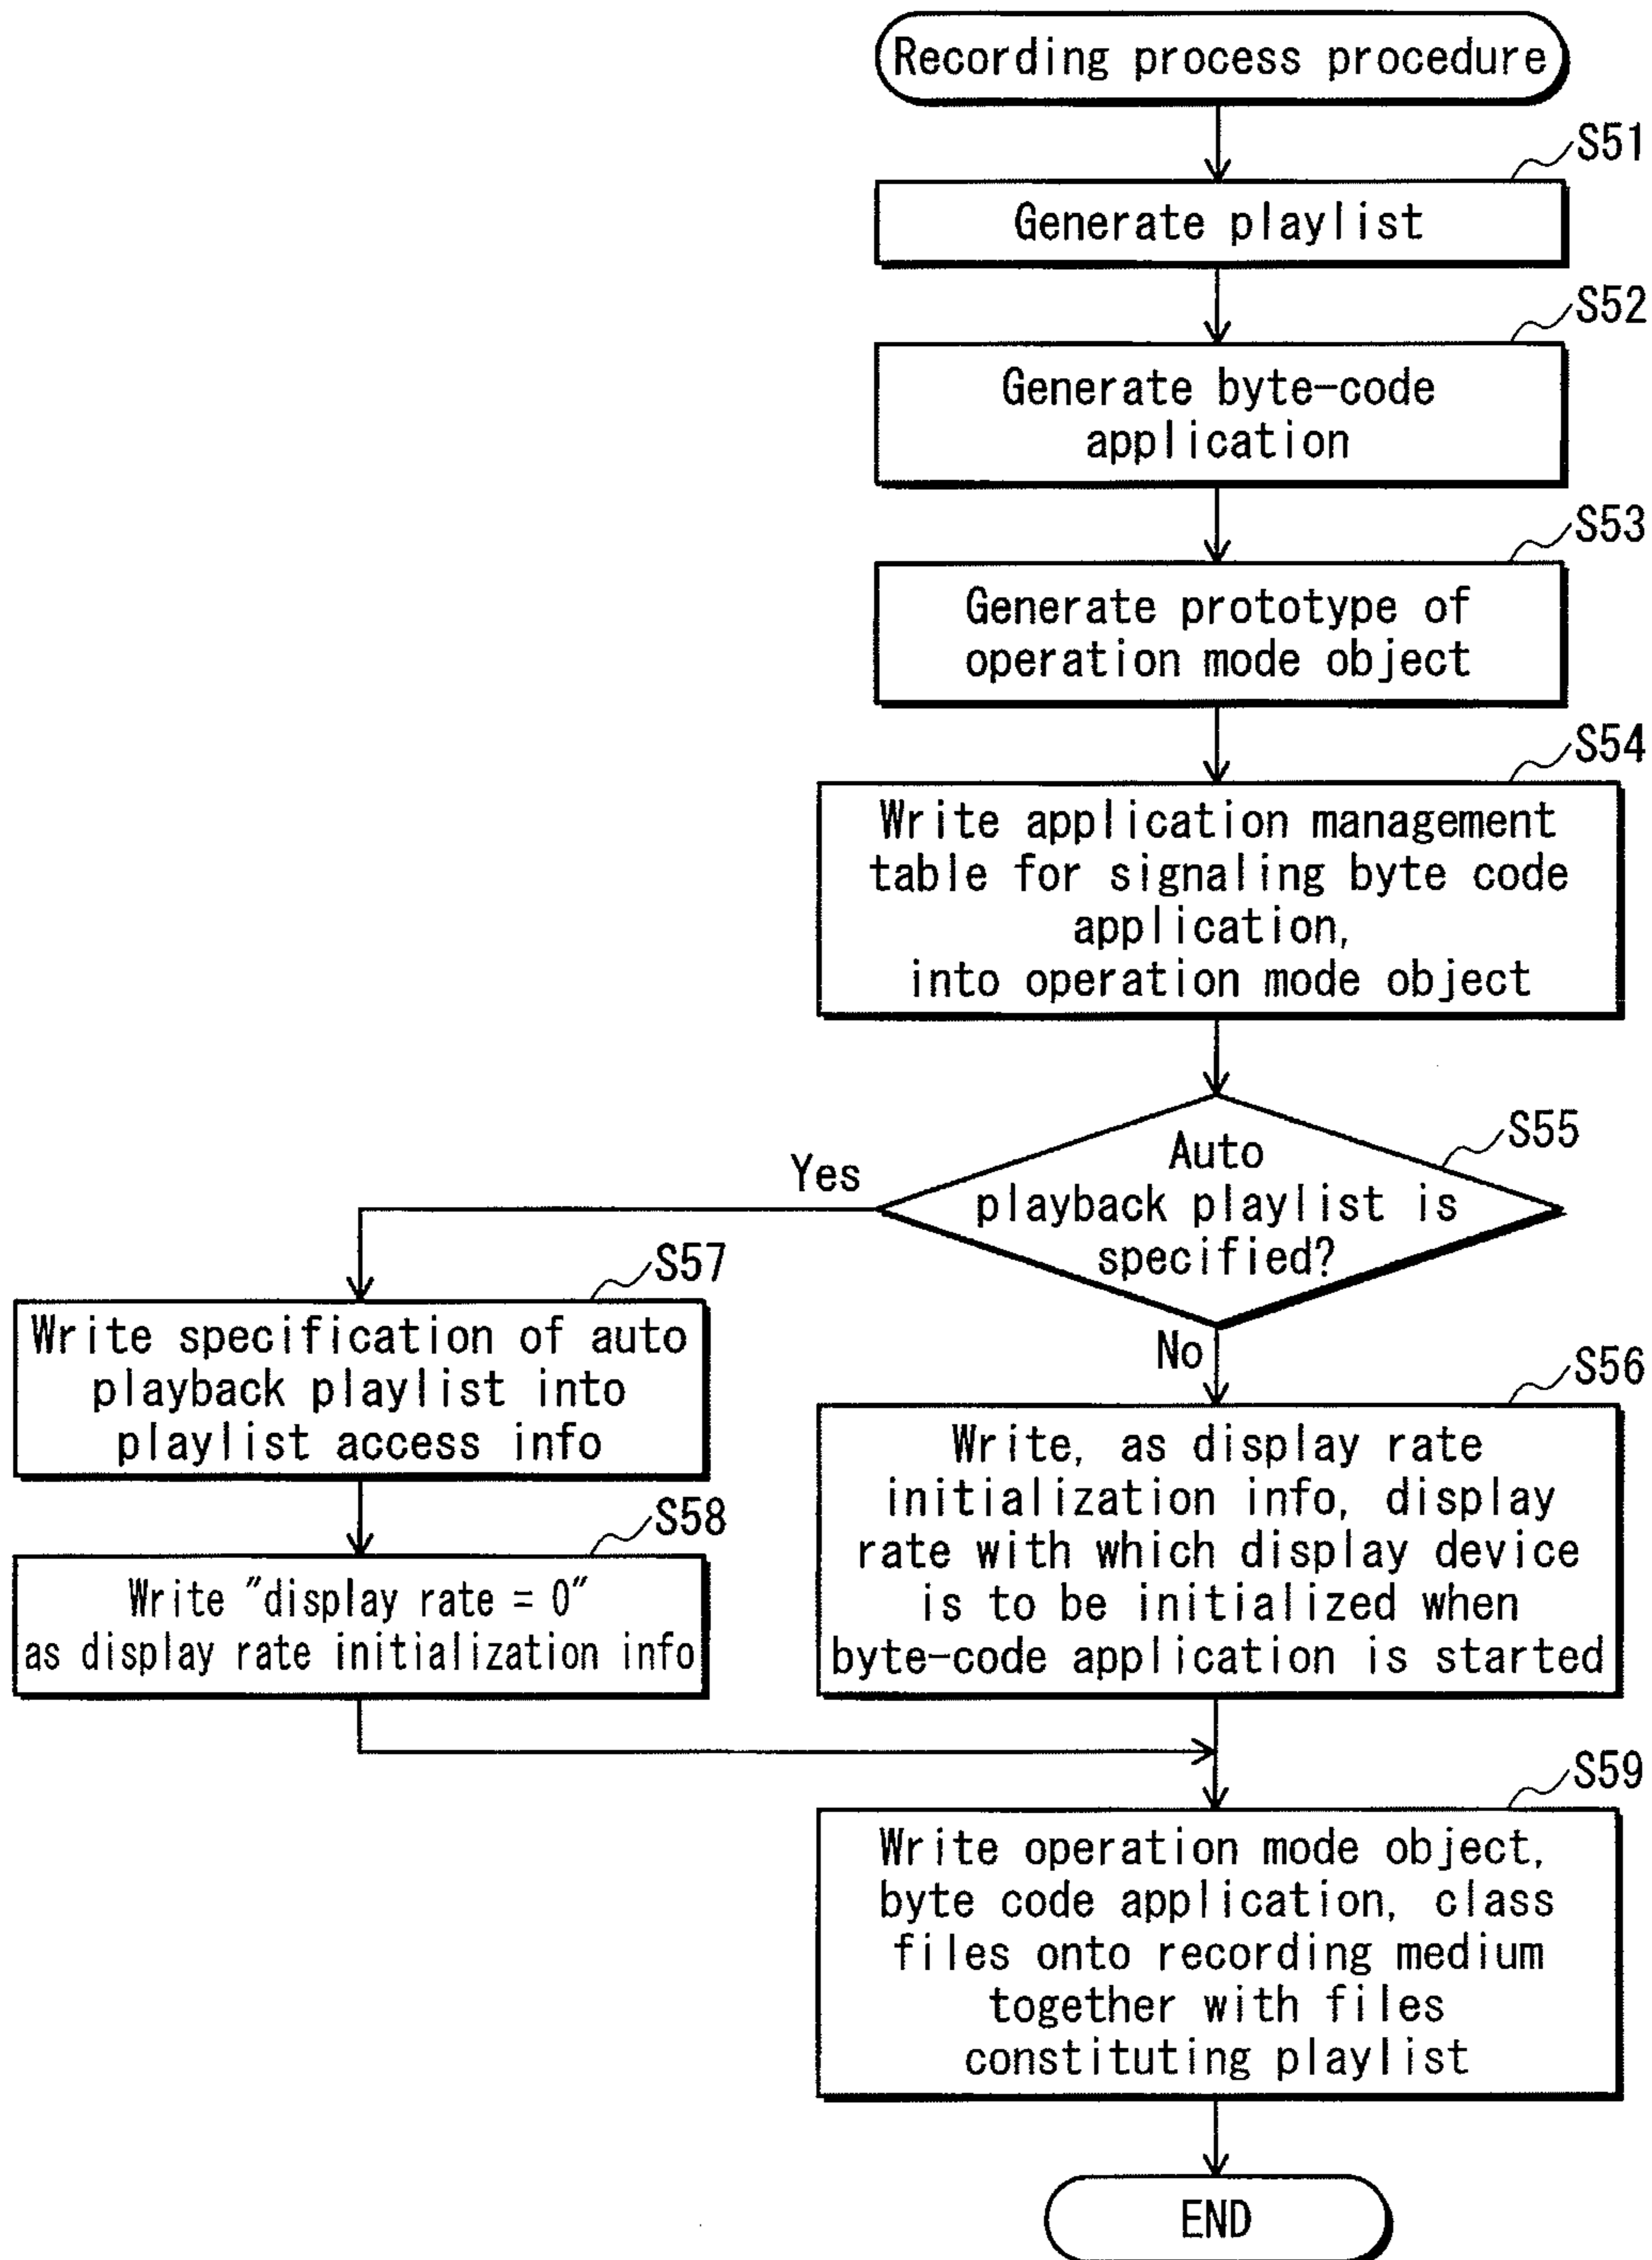 Recording process procedure
S51
Generate playlist
S52
Generate byte-code
application
S53
Generate prototype of
operation mode object
S54
Write application management
table for signaling byte code
application,
into operation mode object
S55
Auto
playback playlist is
specified?
Yes
No
S57
Write specification of auto
playback playlist into
playlist access info
S58
Write "display rate = 0"
as display rate initialization info
S56
Write, as display rate
initialization info, display
rate with which display device
is to be initialized when
byte-code application is started
S59
Write operation mode object,
byte code application, class
files onto recording medium
together with files
constituting playlist
END